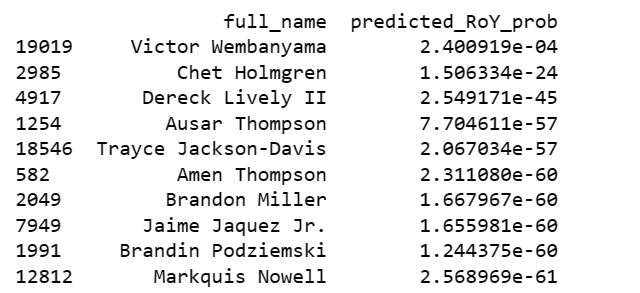 full_name predicted_RoY_prob
19019 Victor Wembanyama 2.400919e-04
2985 Chet Holmgren 1.506334e-24
4917 Dereck Lively II 2.549171e-45
1254 Ausar Thompson 7.704611e-57
18546 Trayce Jackson-Davis 2.067034e-57
582 Amen Thompson 2.311080e-60
2049 Brandon Miller 1.667967e-60
7949 Jaime Jaquez Jr. 1.655981e-60
1991 Brandin Podziemski 1.244375e-60
12812 Markquis Nowell 2.568969e-61